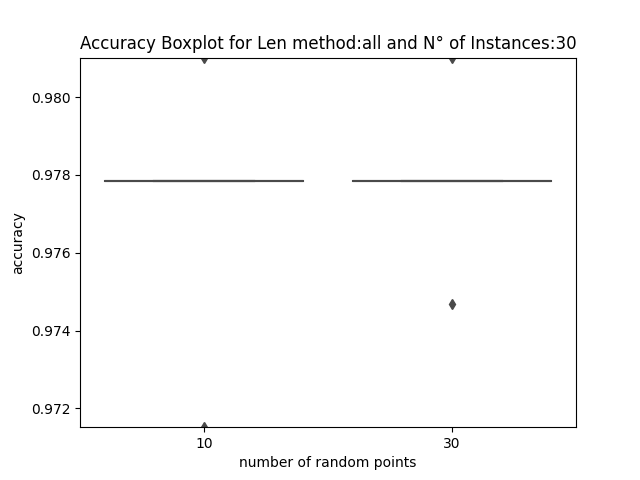 Accuracy Boxplot for Len method:all and N° of Instances:30
0.980
0.978
0.976
0.974
0.972
accuracy
10 30
number of random points